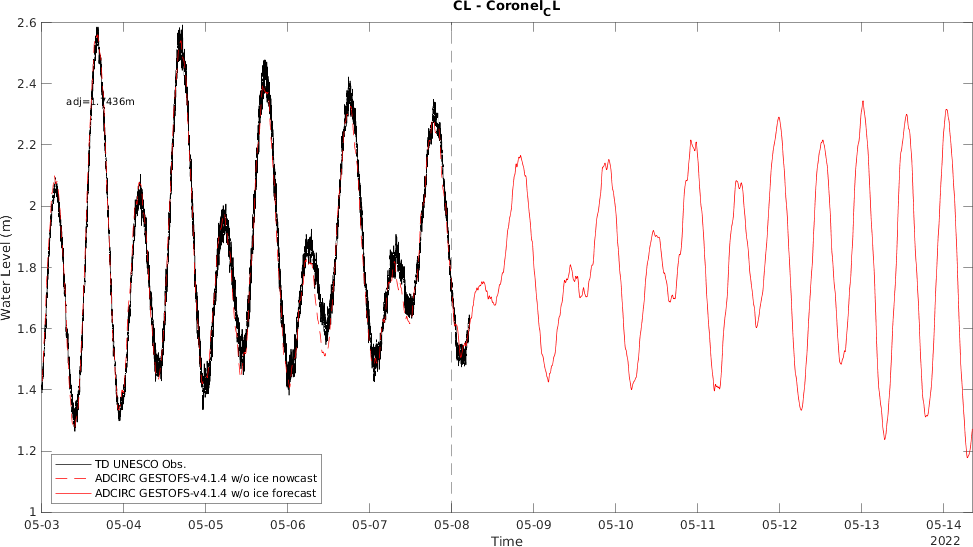 CL - Coronel_CL
2.6
2.4
adj=1.7436m
2.2
2
1.8
Water Level (m)
1.6
1.4
1.2
TD UNESCO Obs.
ADCIRC GESTOFS-v4.1.4 w/o ice nowcast
ADCIRC GESTOFS-v4.1.4 w/o ice forecast
1
05-03 05-04 05-05 05-06 05-07 05-08 05-09 05-10 05-11 05-12 05-13 05-14
Time 2022